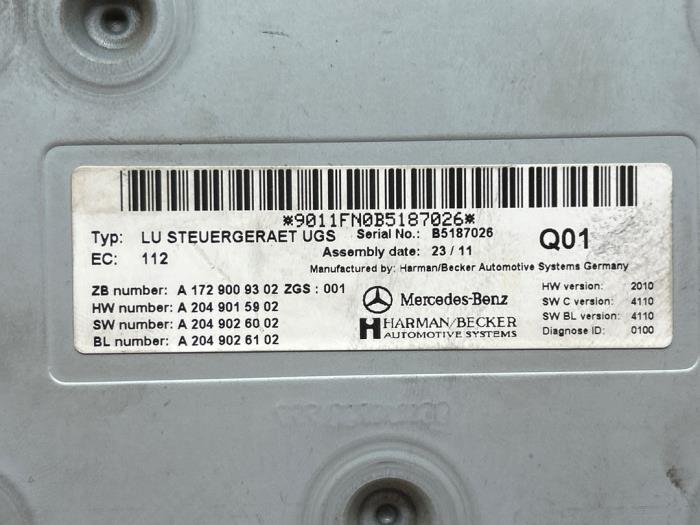 *9011FN0B5187026*
Typ: LU STEUERGERAET UGS Serial No.: B5187026 Q01
EC: 112 Assembly date: 23 / 11
Manufactured by: Harman/Becker Automotive Systems Germany
ZB number: A 172 900 93 02 ZGS : 001
HW number: A 204 901 59 02
SW number: A 204 902 60 02
BL number: A 204 902 61 02
Mercedes-Benz
HARMAN/BECKER
AUTOMOTIVE SYSTEMS
HW version: 2010
SW C version: 4110
SW BL version: 4110
Diagnose ID: 0100